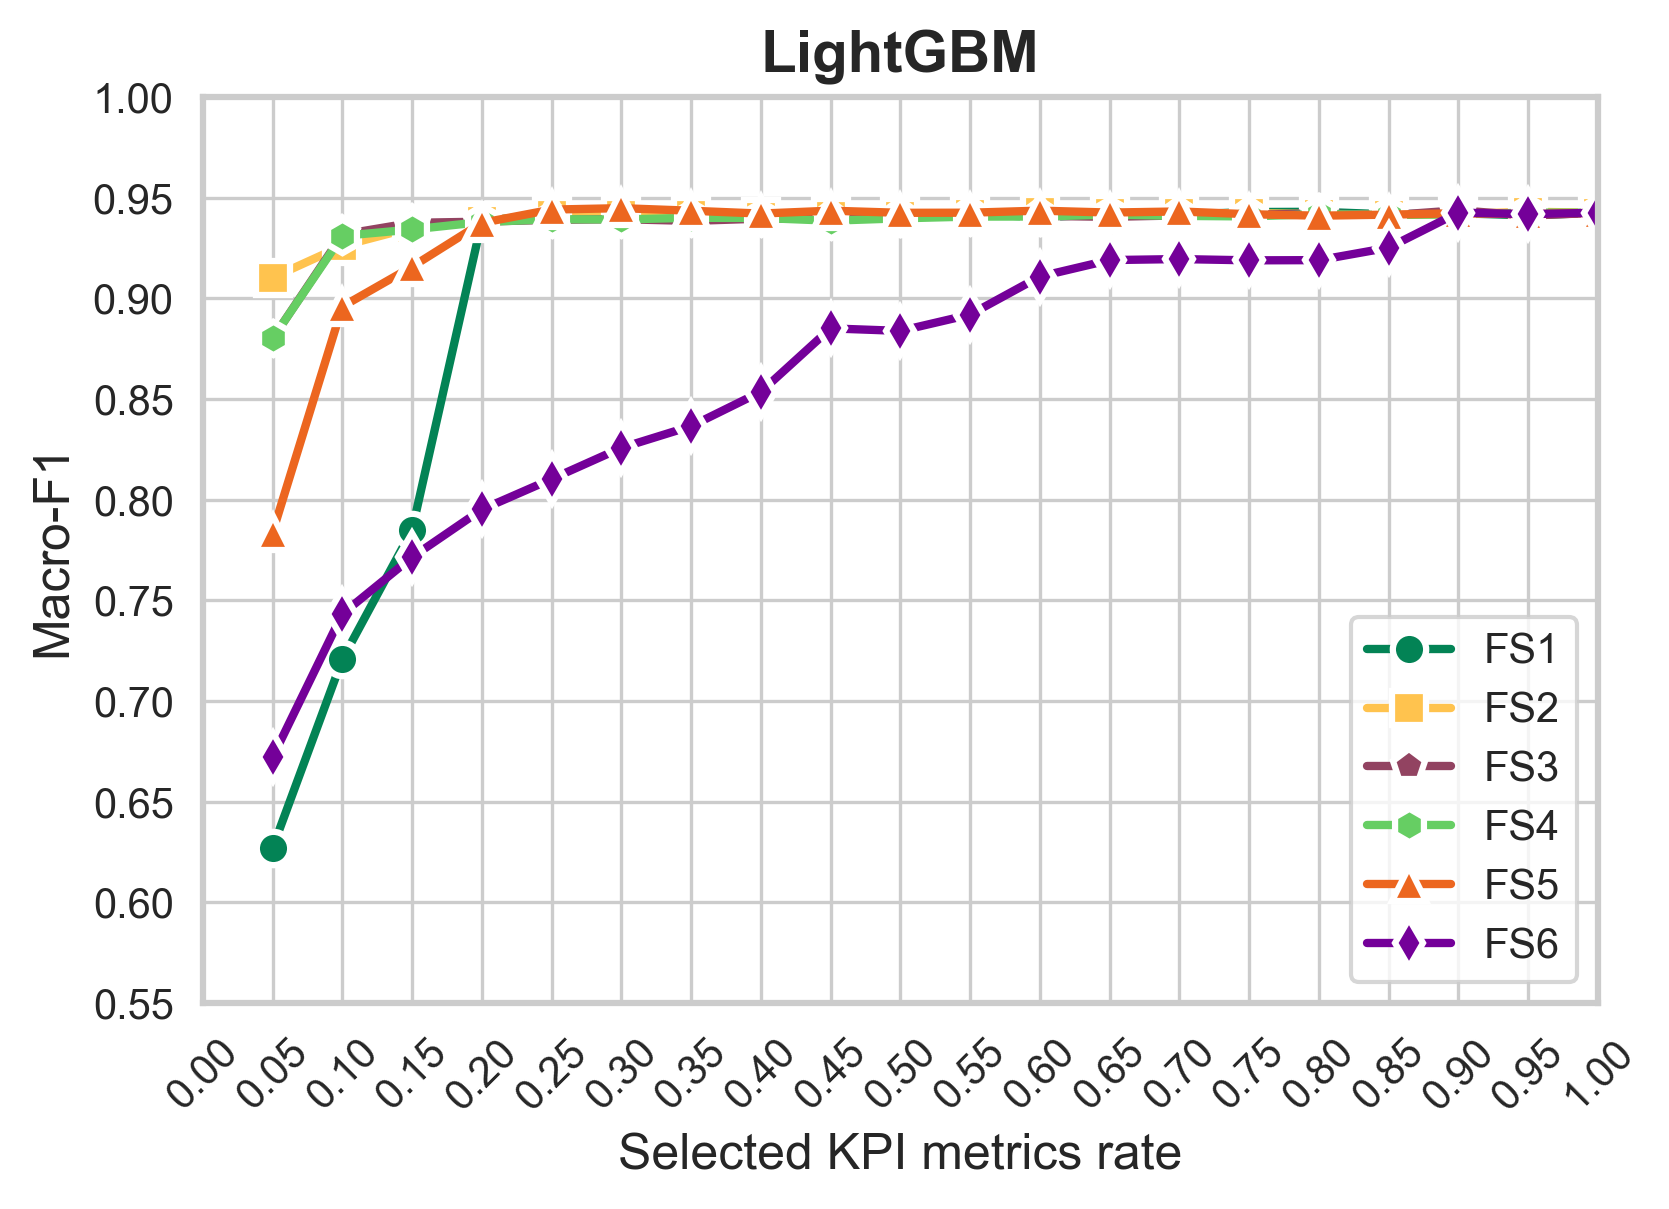 LightGBM
1.00
0.95
0.90
0.85
0.80
0.75
0.70
0.65
0.60
0.55
Macro-F1
FS1
FS2
FS3
FS4
FS5
FS6
0.00 0.05 0.10 0.15 0.20 0.25 0.30 0.35 0.40 0.45 0.50 0.55 0.60 0.65 0.70 0.75 0.80 0.85 0.90 0.95 1.00
Selected KPI metrics rate